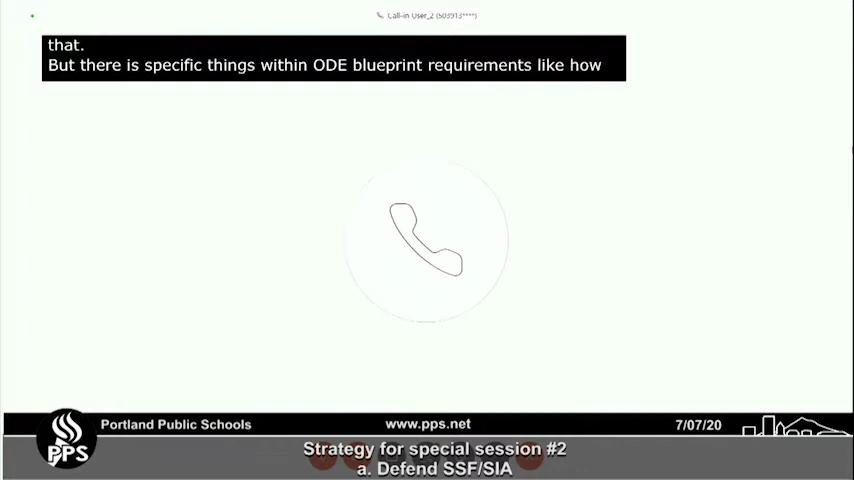 Call-in User_2 (503913****)
that.
But there is specific things within ODE blueprint requirements like how
Portland Public Schools
www.pps.net
7/07/20
PPS
Strategy for special session #2
a. Defend SSF/SIA